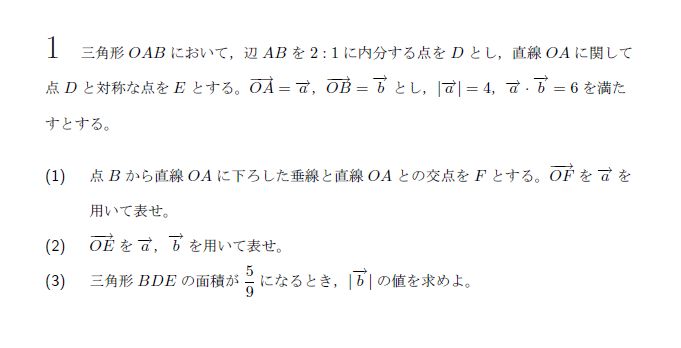 1 三角形 OAB において，辺 AB を 2 : 1 に内分する点を D とし，直線 OA に関して
点 D と対称な点を E とする。$\overrightarrow{OA} = \overrightarrow{a}$，$\overrightarrow{OB} = \overrightarrow{b}$ とし，$|\overrightarrow{a}| = 4$，$\overrightarrow{a} \cdot \overrightarrow{b} = 6$ を満た
すとする。
(1) 点 B から直線 OA に下ろした垂線と直線 OA との交点を F とする。$\overrightarrow{OF}$ を $\overrightarrow{a}$ を
用いて表せ。
(2) $\overrightarrow{OE}$ を $\overrightarrow{a}$，$\overrightarrow{b}$ を用いて表せ。
(3) 三角形 BDE の面積が $\frac{5}{9}$ になるとき，$|\overrightarrow{b}|$ の値を求めよ。